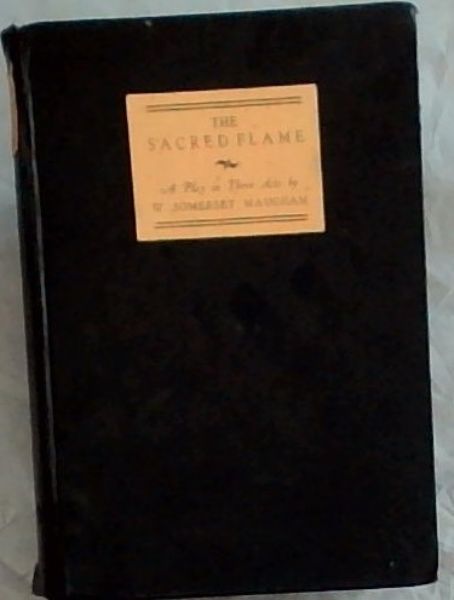 THE
SACRED FLAME
A Play in Three Acts by
W. SOMERSET MAUGHAM